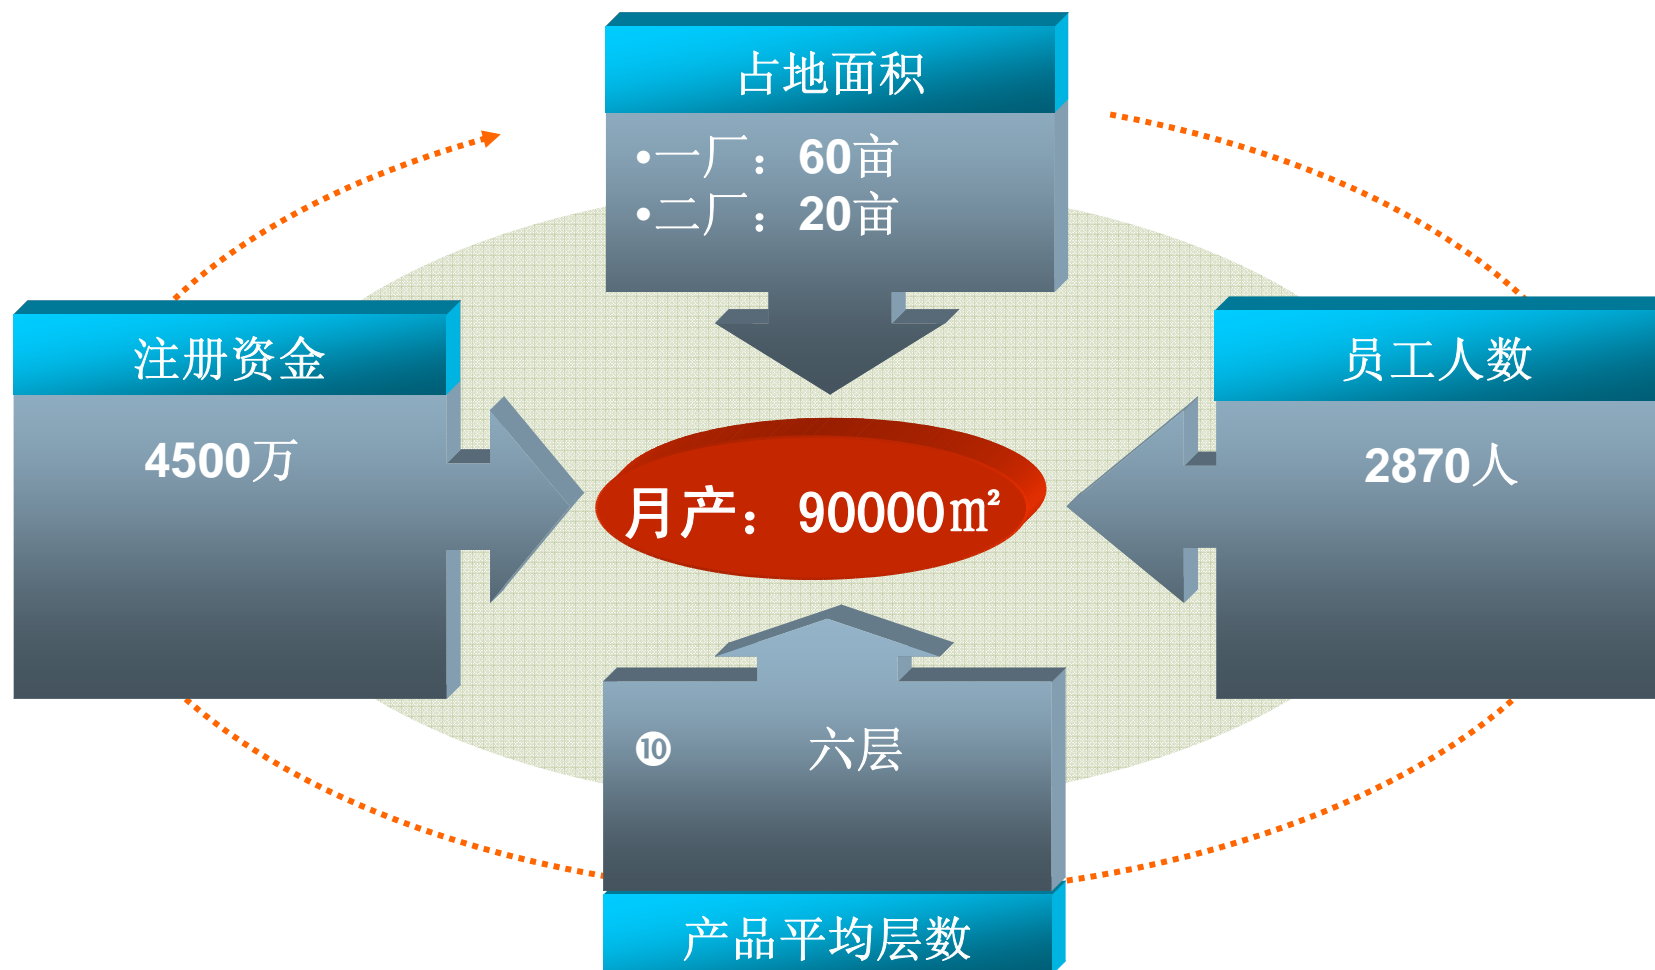 占地面积
•一厂：60亩
•二厂：20亩
注册资金
4500万
员工人数
2870人
月产：90000㎡
❿ 六层
产品平均层数